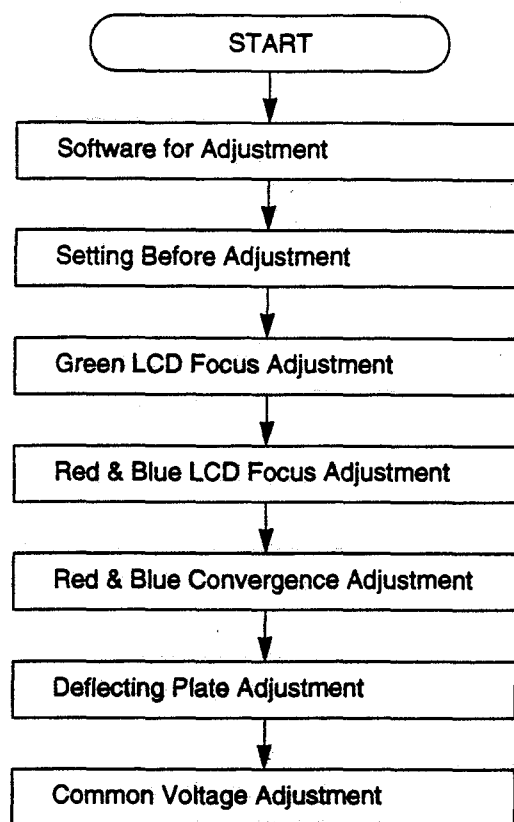 START
Software for Adjustment
Setting Before Adjustment
Green LCD Focus Adjustment
Red & Blue LCD Focus Adjustment
Red & Blue Convergence Adjustment
Deflecting Plate Adjustment
Common Voltage Adjustment